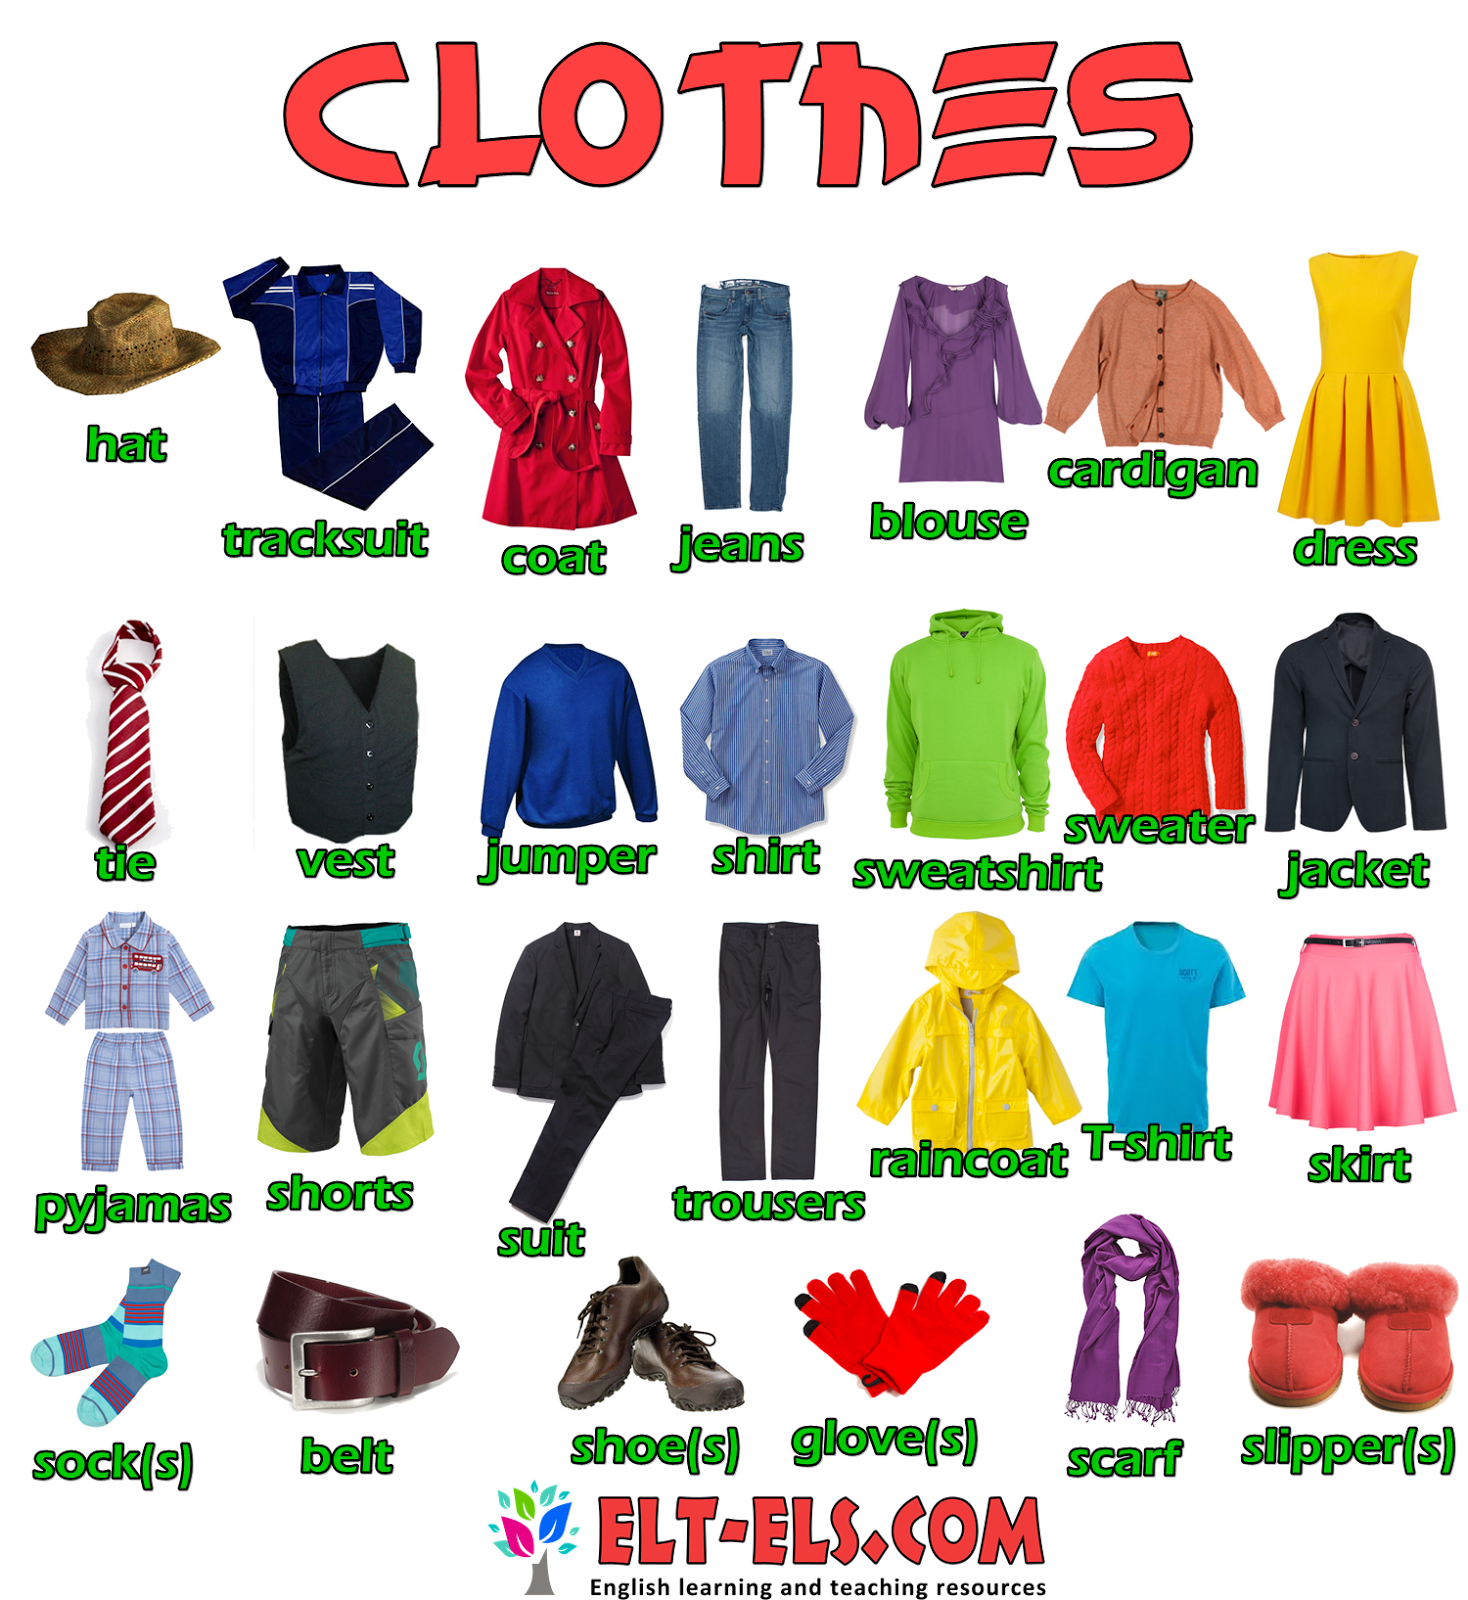 CLOTHES
hat
tracksuit
coat
jeans
blouse
cardigan
dress
tie
vest
jumper
shirt
sweatshirt
sweater
jacket
SCOTT
pyjamas
shorts
suit
trousers
raincoat
T-shirt
skirt
sock(s)
belt
shoe(s)
glove(s)
scarf
slipper(s)
ELT-ELS.COM
English learning and teaching resources